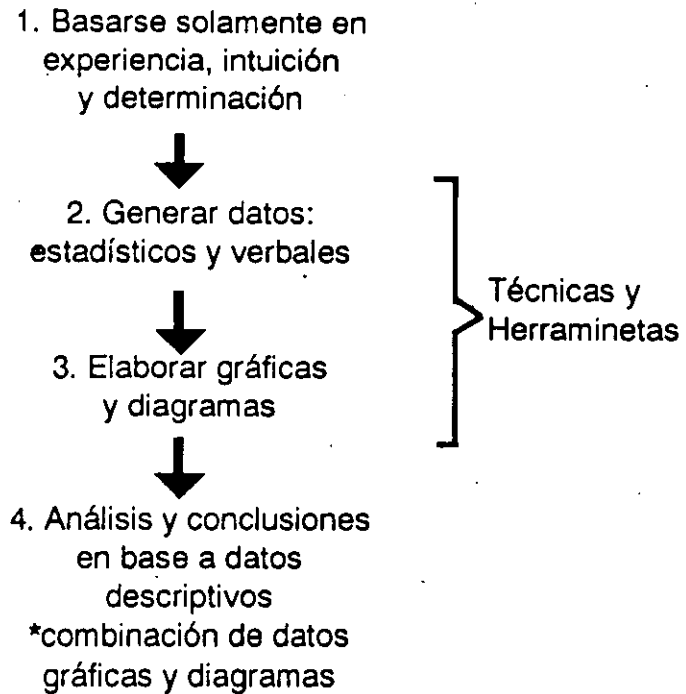 1. Basarse solamente en
experiencia, intuición
y determinación
2. Generar datos:
estadísticos y verbales
Técnicas y
Herraminetas
3. Elaborar gráficas
y diagramas
4. Análisis y conclusiones
en base a datos
descriptivos
*combinación de datos
gráficas y diagramas